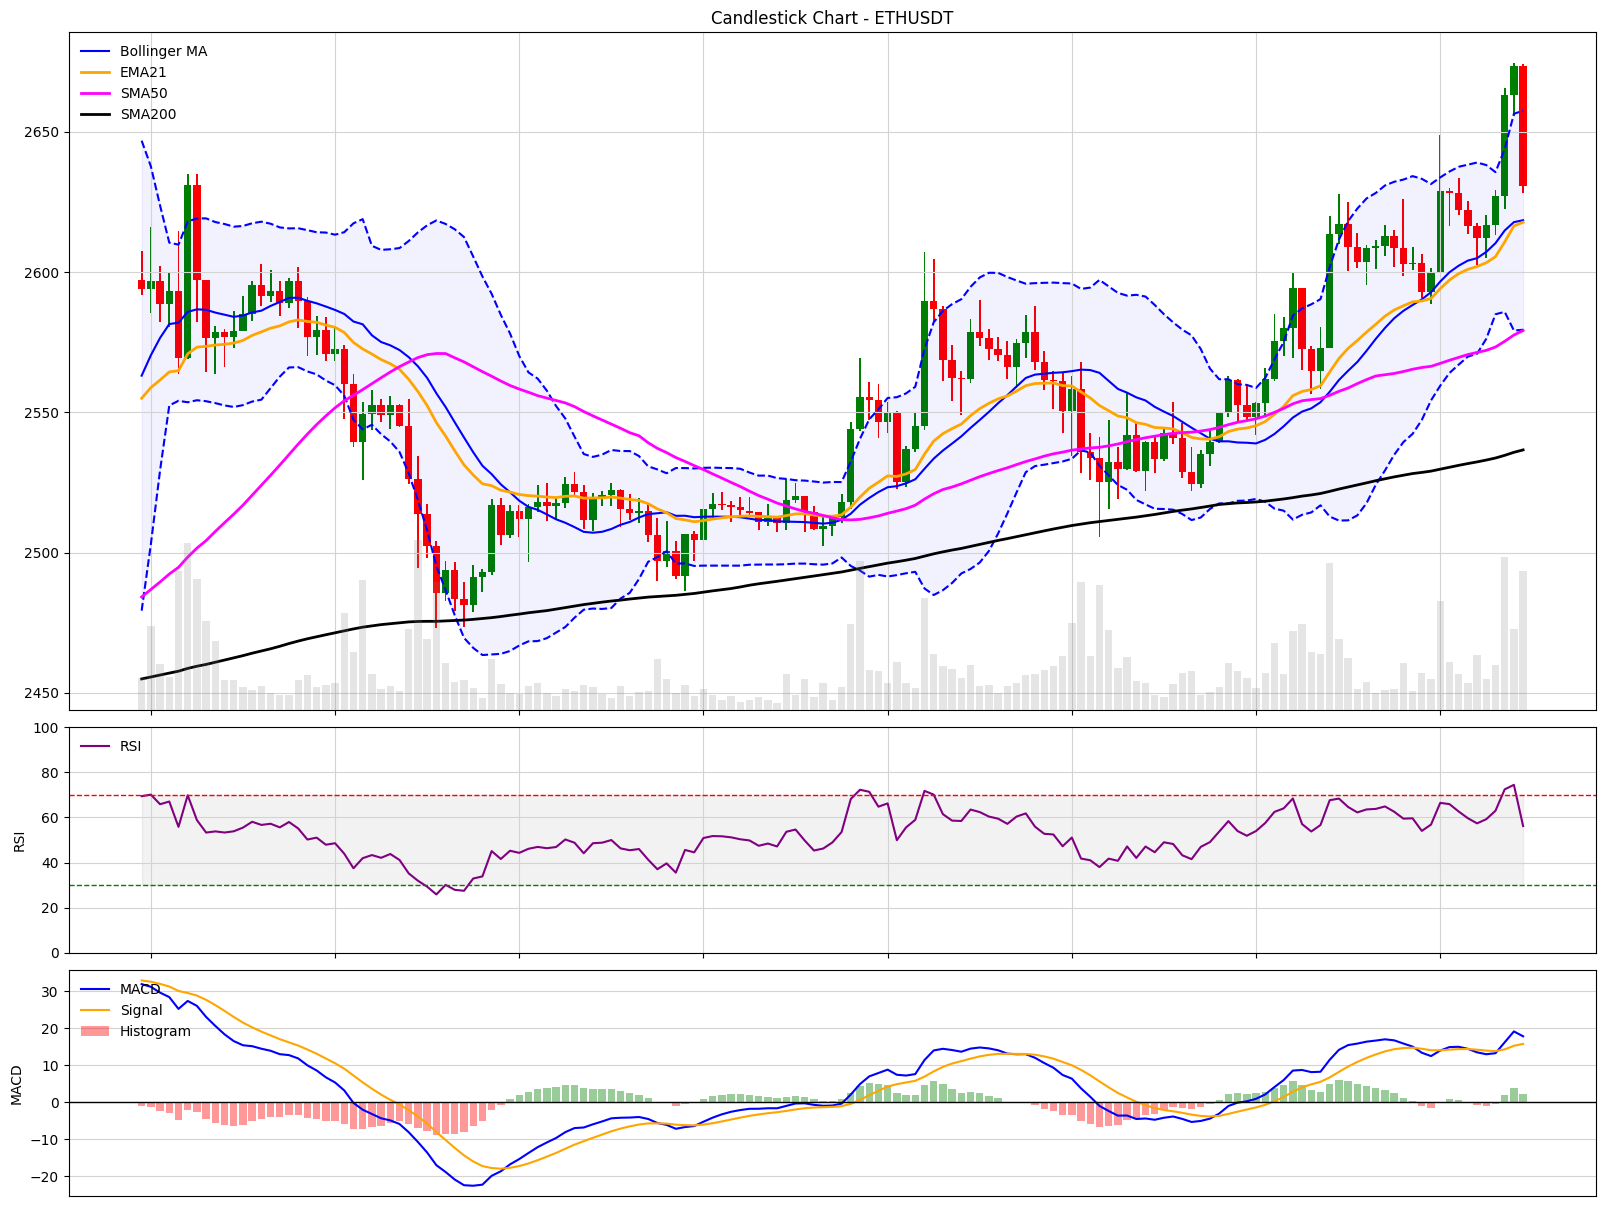 Candlestick Chart - ETHUSDT
Bollinger MA
EMA21
SMA50
SMA200
2650
2600
2550
2500
2450
100
80
60
40
20
0
RSI
RSI
30
20
10
0
−10
−20
MACD
MACD
Signal
Histogram